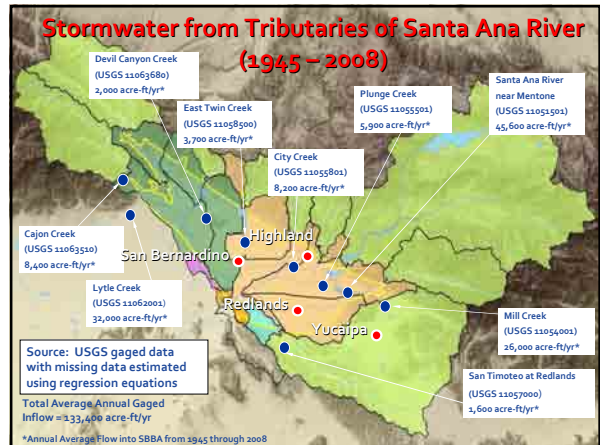 Stormwater from Tributaries of Santa Ana River
(1945 – 2008)
Devil Canyon Creek
(USGS 11063680)
2,000 acre-ft/yr*
East Twin Creek
(USGS 11058500)
3,700 acre-ft/yr*
City Creek
(USGS 11055801)
8,200 acre-ft/yr*
Plunge Creek
(USGS 11055501)
5,900 acre-ft/yr*
Santa Ana River
near Mentone
(USGS 11051501)
45,600 acre-ft/yr*
Cajon Creek
(USGS 11063510)
8,400 acre-ft/yr*
Lytle Creek
(USGS 11062001)
32,000 acre-ft/yr*
San Bernardino
Highland
Redlands
Yucaipa
Mill Creek
(USGS 11054001)
26,000 acre-ft/yr*
San Timoteo at Redlands
(USGS 11057000)
1,600 acre-ft/yr*
Source: USGS gaged data
with missing data estimated
using regression equations
Total Average Annual Gaged
Inflow = 133,400 acre-ft/yr
*Annual Average Flow into SBBA from 1945 through 2008